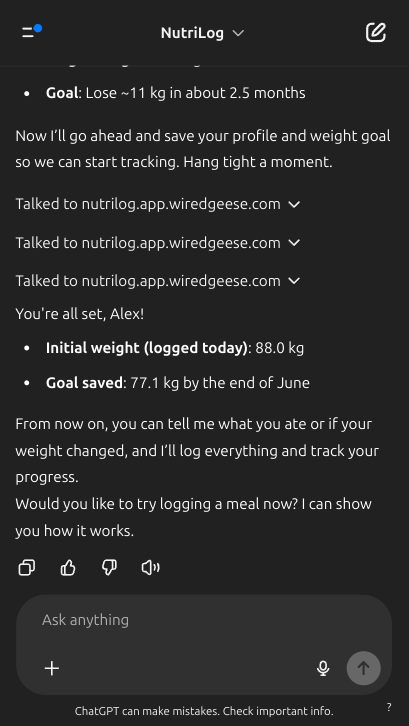 NutriLog
• Goal: Lose ~11 kg in about 2.5 months
Now I'll go ahead and save your profile and weight goal
so we can start tracking. Hang tight a moment.
Talked to nutrilog.app.wiredgeese.com
Talked to nutrilog.app.wiredgeese.com
Talked to nutrilog.app.wiredgeese.com
You're all set, Alex!
• Initial weight (logged today): 88.0 kg
• Goal saved: 77.1 kg by the end of June
From now on, you can tell me what you ate or if your
weight changed, and I'll log everything and track your
progress.
Would you like to try logging a meal now? I can show
you how it works.
Ask anything
ChatGPT can make mistakes. Check important info.
?